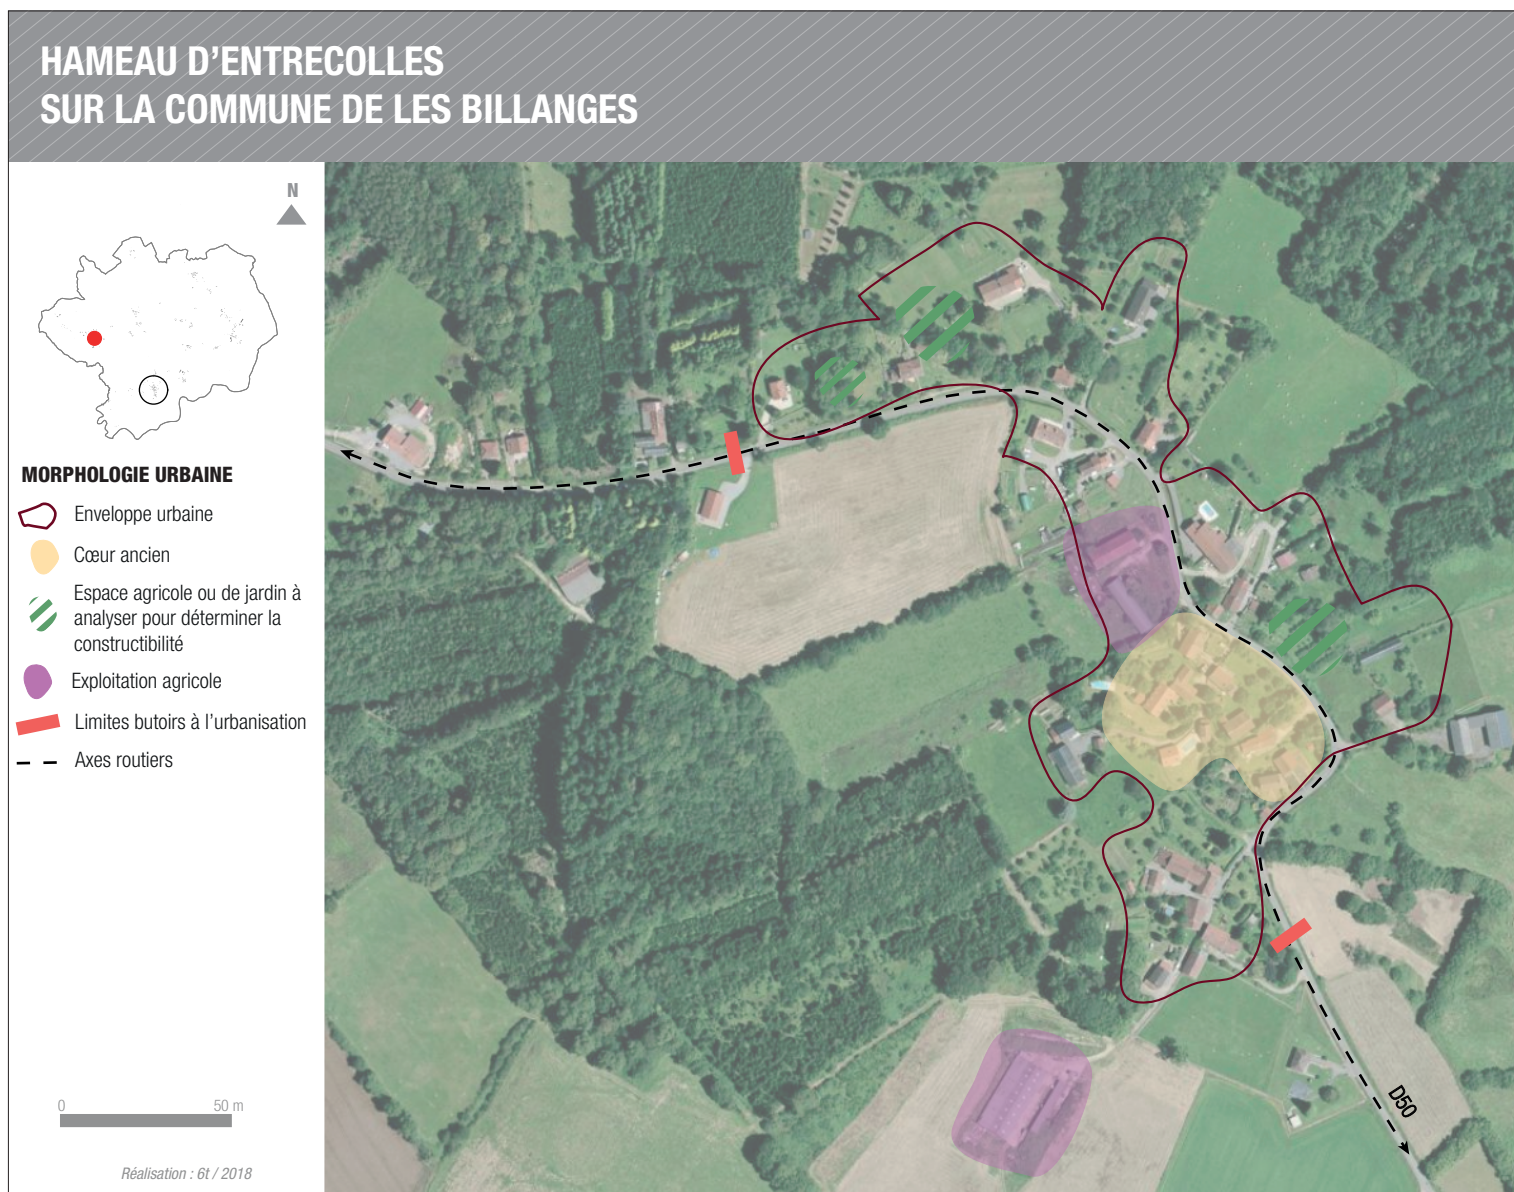 HAMEAU D’ENTRECOLLES
SUR LA COMMUNE DE LES BILLANGES
N
MORPHOLOGIE URBAINE
Enveloppe urbaine
Cœur ancien
Espace agricole ou de jardin à
analyser pour déterminer la
constructibilité
Exploitation agricole
Limites butoirs à l’urbanisation
Axes routiers
0 50 m
Réalisation : 6t / 2018
D50